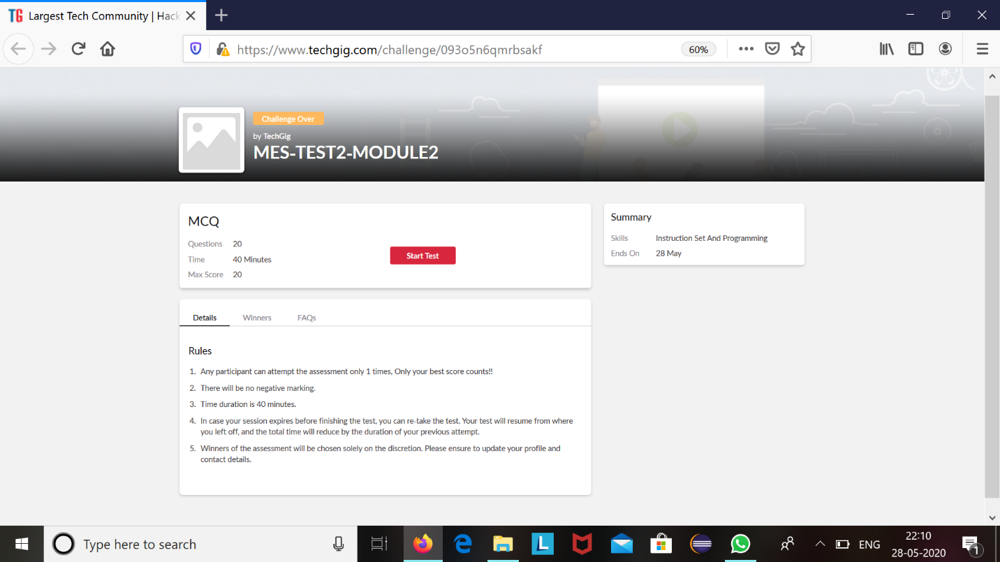 TG Largest Tech Community | Hack
https://www.techgig.com/challenge/093o5n6qmrbsakf
60%
Challenge Over
by TechGig
MES-TEST2-MODULE2
MCQ
Questions 20
Time 40 Minutes
Max Score 20
Start Test
Summary
Skills Instruction Set And Programming
Ends On 28 May
Details Winners FAQs
Rules
1. Any participant can attempt the assessment only 1 times, Only your best score counts!!
2. There will be no negative marking.
3. Time duration is 40 minutes.
4. In case your session expires before finishing the test, you can re-take the test. Your test will resume from where
you left off, and the total time will reduce by the duration of your previous attempt.
5. Winners of the assessment will be chosen solely on the discretion. Please ensure to update your profile and
contact details.
Type here to search
L
ENG
22:10
28-05-2020
1